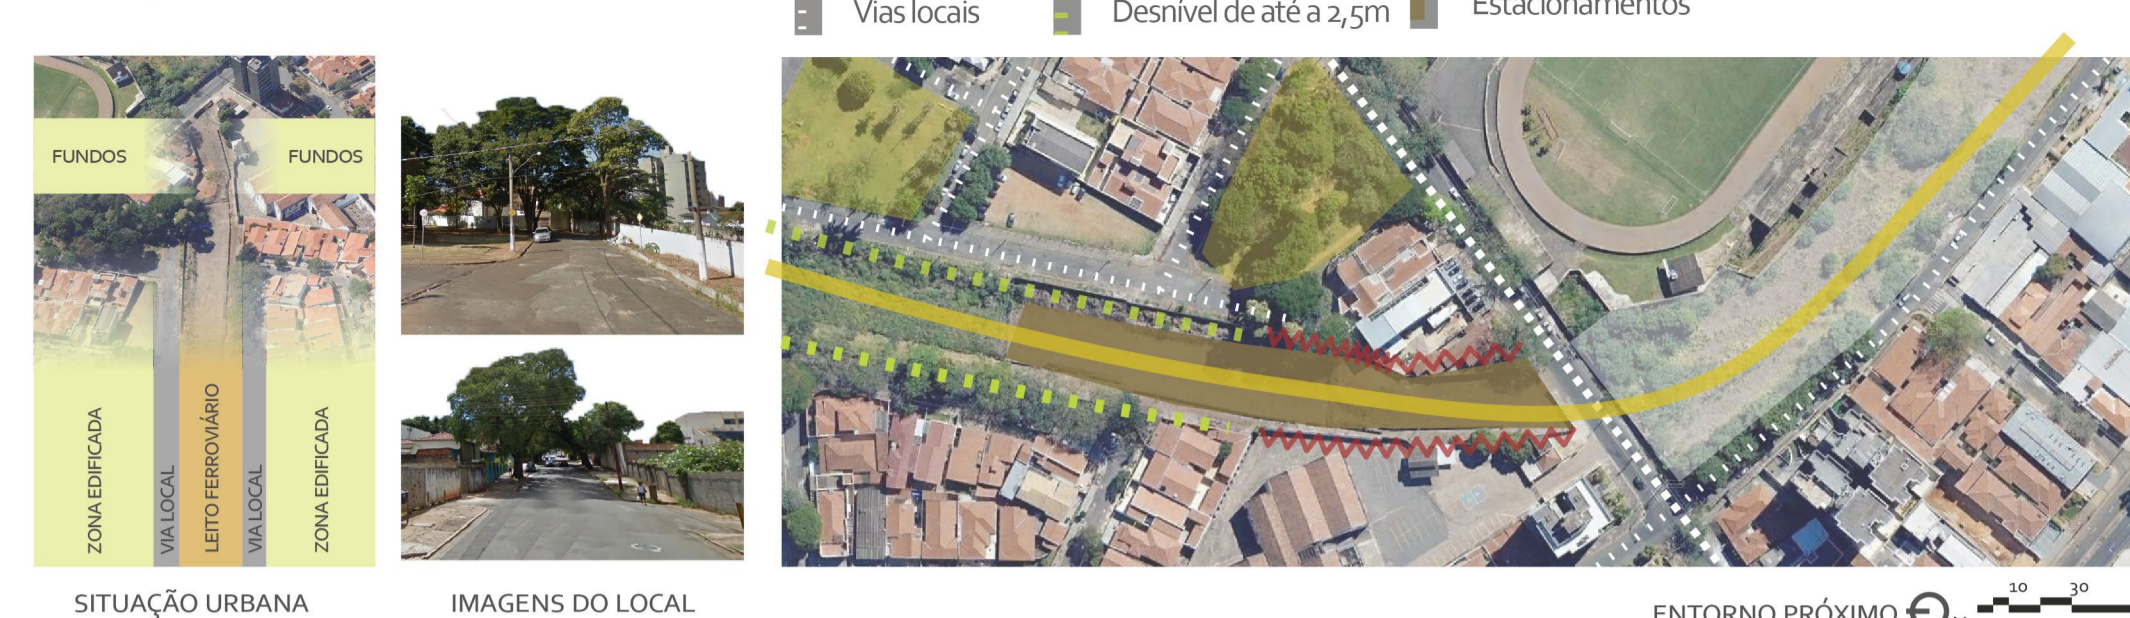 Vias locais
Desnível de até a 2,5m
Estacionamentos
FUNDOS
FUNDOS
ZONA EDIFICADA
VIA LOCAL
LEITO FERROVIÁRIO
VIA LOCAL
ZONA EDIFICADA
SITUAÇÃO URBANA
IMAGENS DO LOCAL
ENTORNO PRÓXIMO
10
30